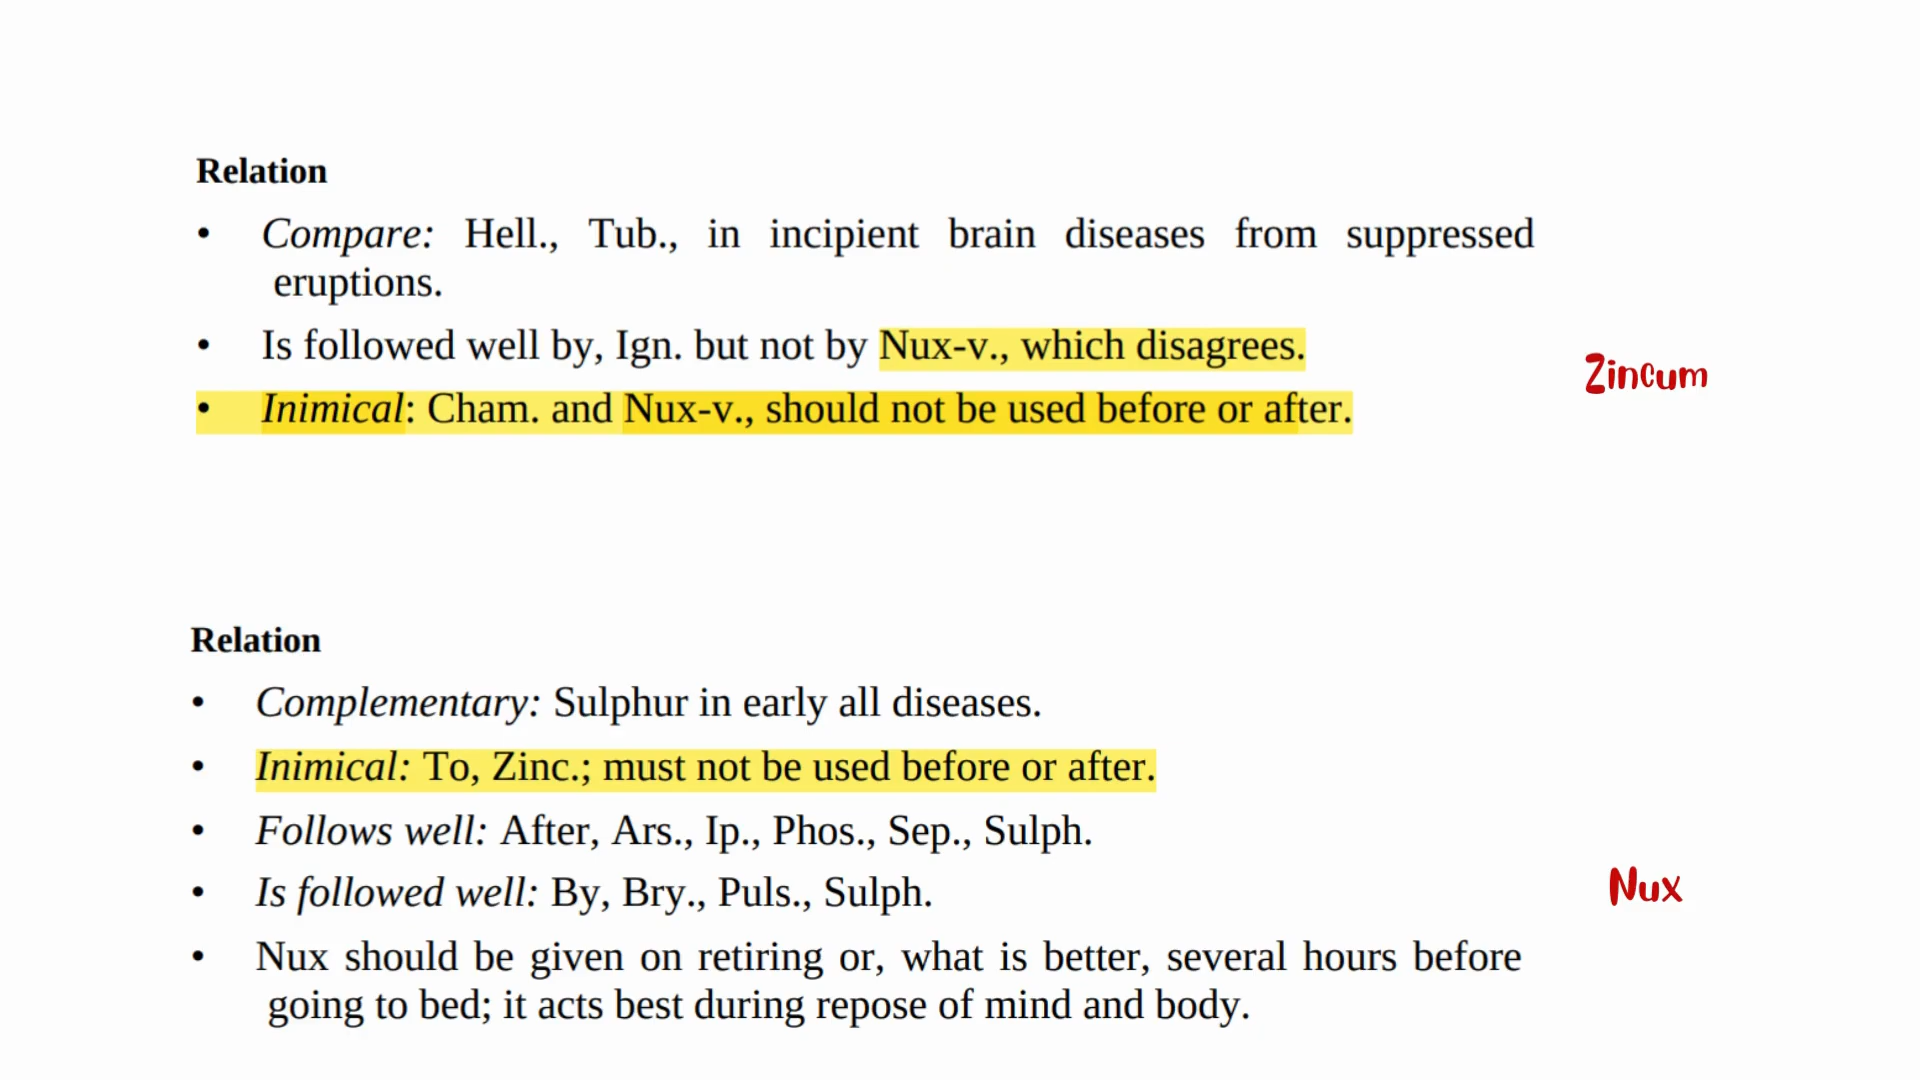 Relation
• Compare: Hell., Tub., in incipient brain diseases from suppressed
eruptions.
• Is followed well by, Ign. but not by Nux-v., which disagrees.
Zincum
• Inimical: Cham. and Nux-v., should not be used before or after.
Relation
• Complementary: Sulphur in early all diseases.
• Inimical: To, Zinc.; must not be used before or after.
• Follows well: After, Ars., Ip., Phos., Sep., Sulph.
• Is followed well: By, Bry., Puls., Sulph.
Nux
• Nux should be given on retiring or, what is better, several hours before
going to bed; it acts best during repose of mind and body.